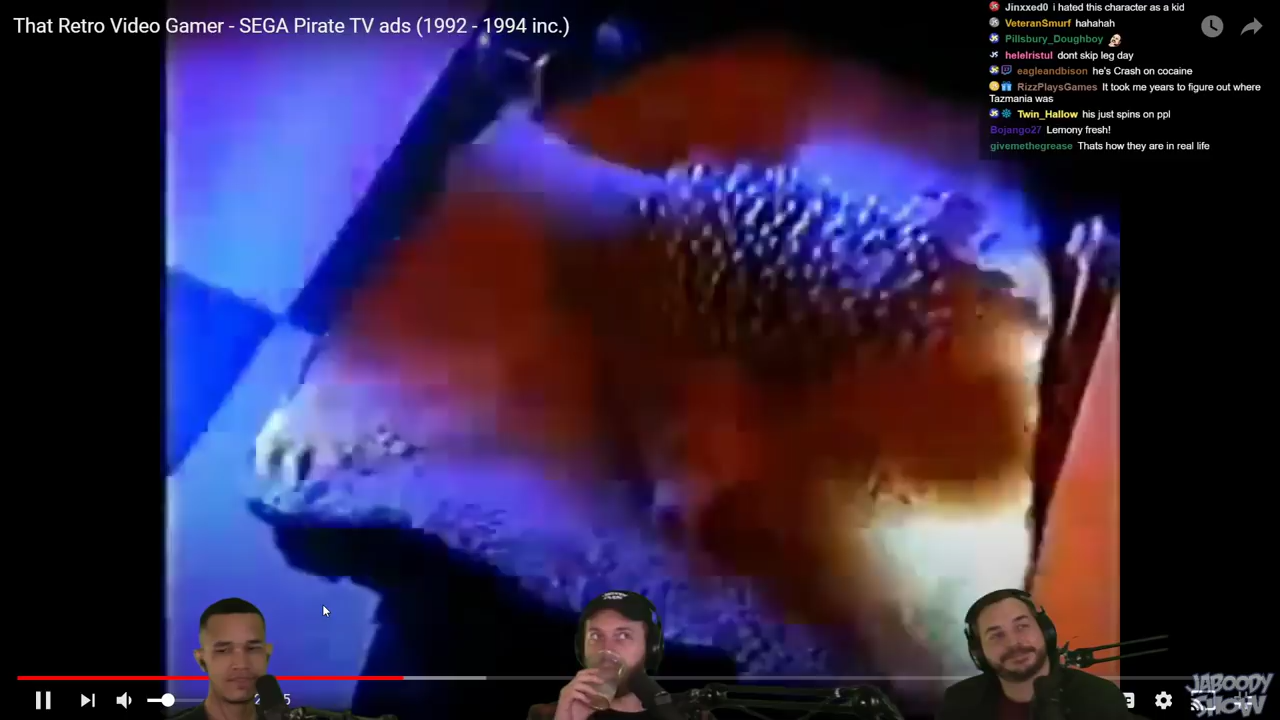 That Retro Video Gamer - SEGA Pirate TV ads (1992 - 1994 inc.)
Jinxxed0 i hated this character as a kid
VeteranSmurf hahahah
Pillsbury_Doughboy
helelristul dont skip leg day
eagleandbison he's Crash on cocaine
RizzPlaysGames It took me years to figure out where
Tazmania was
Twin_Hallow his just spins on ppl
Bojango27 Lemony fresh!
givemethegrease Thats how they are in real life
JABOODY
SHOW